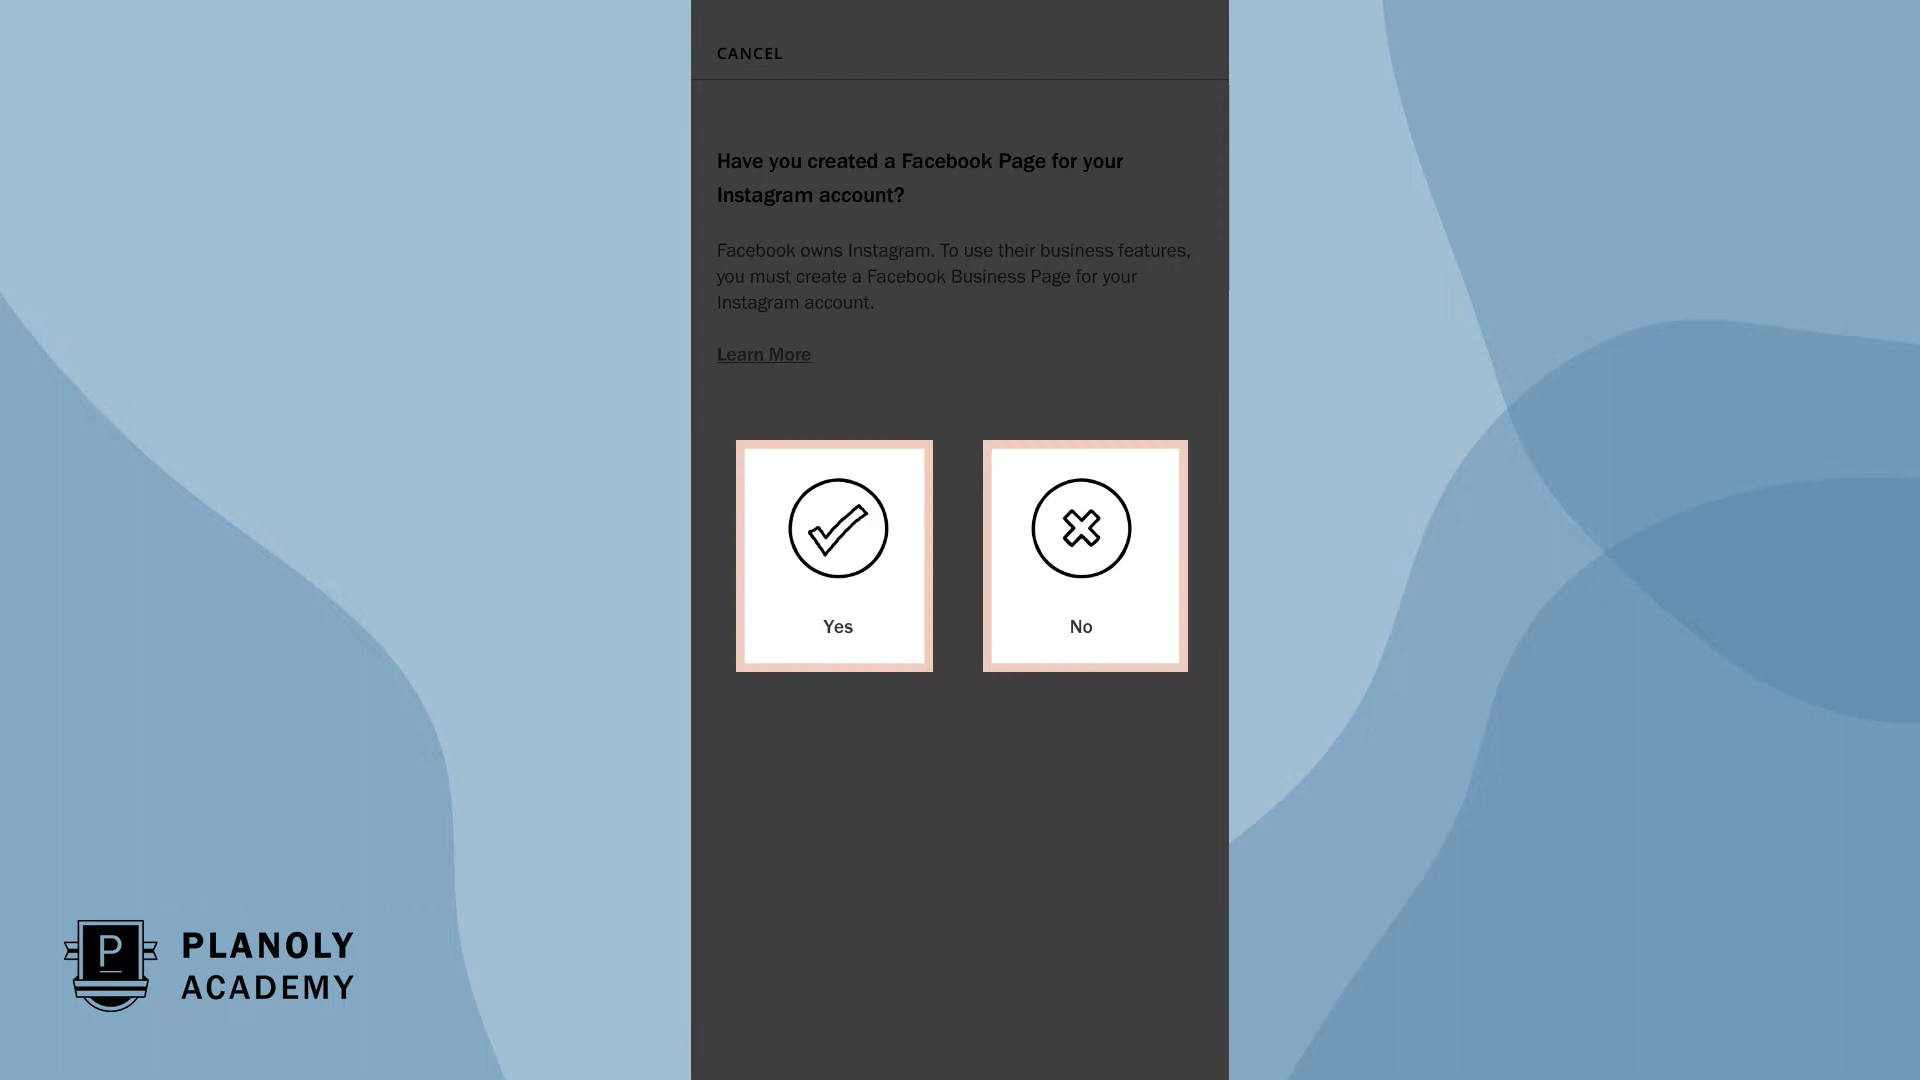 CANCEL
Have you created a Facebook Page for your
Instagram account?
Facebook owns Instagram. To use their business features,
you must create a Facebook Business Page for your
Instagram account.
Learn More
Yes
No
P
PLANOLY
ACADEMY